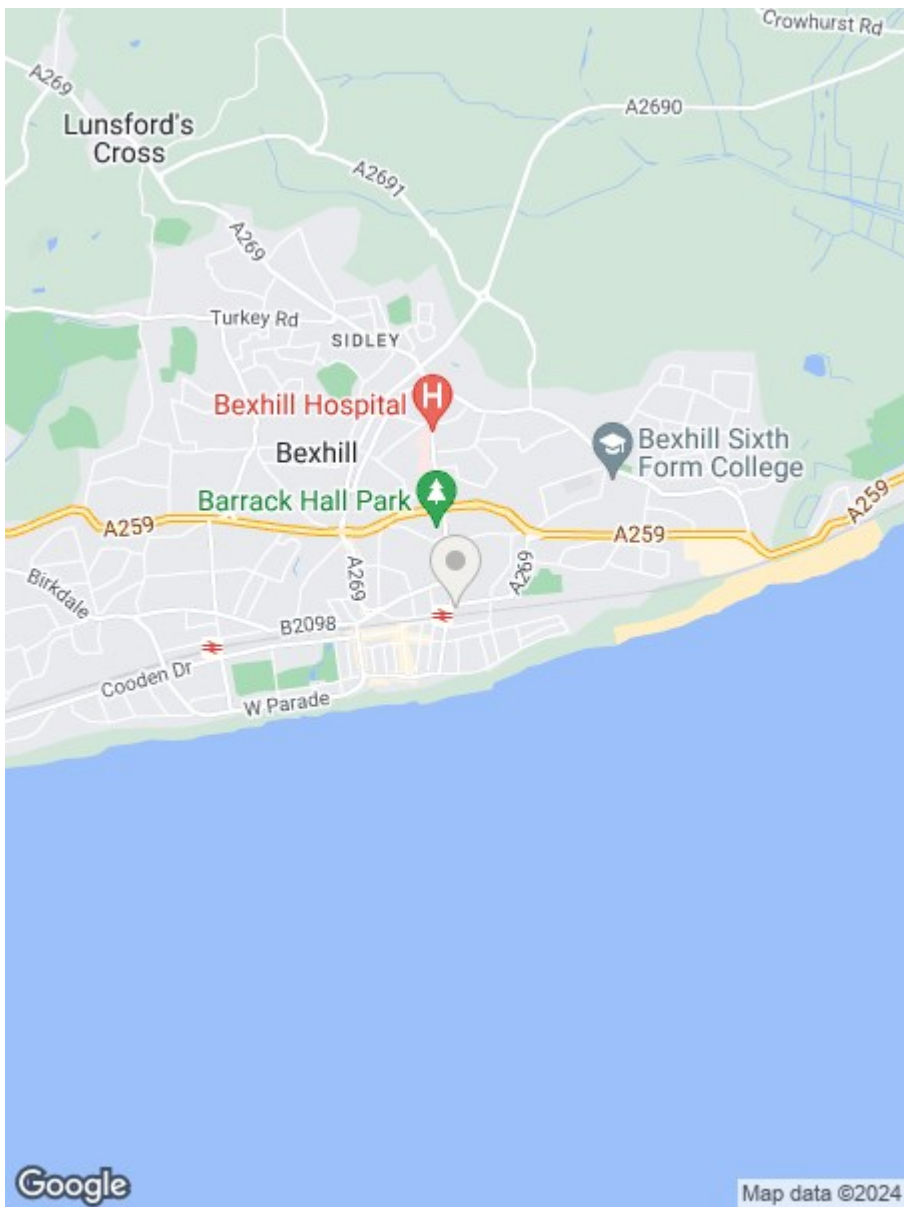 Crowhurst Rd
A269
A2690
Lunsford's
Cross
A2691
A269
Turkey Rd
SIDLEY
Bexhill Hospital
H
Bexhill
Bexhill Sixth
Form College
Barrack Hall Park
A259
A259
A259
Birkdale
A269
A269
B2098
Cooden Dr
W Parade
Google
Map data ©2024